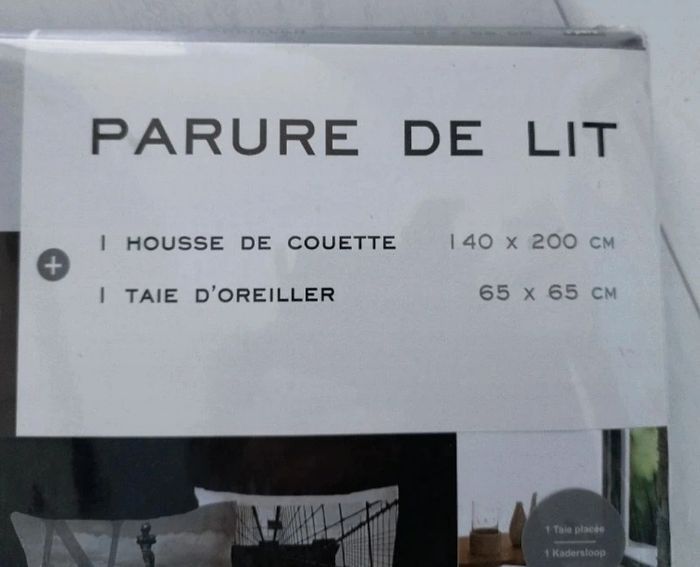 PARURE DE LIT
1 HOUSSE DE COUETTE 140 x 200 CM
1 TAIE D'OREILLER 65 x 65 CM
1 Taie placée
1 Kadersloop